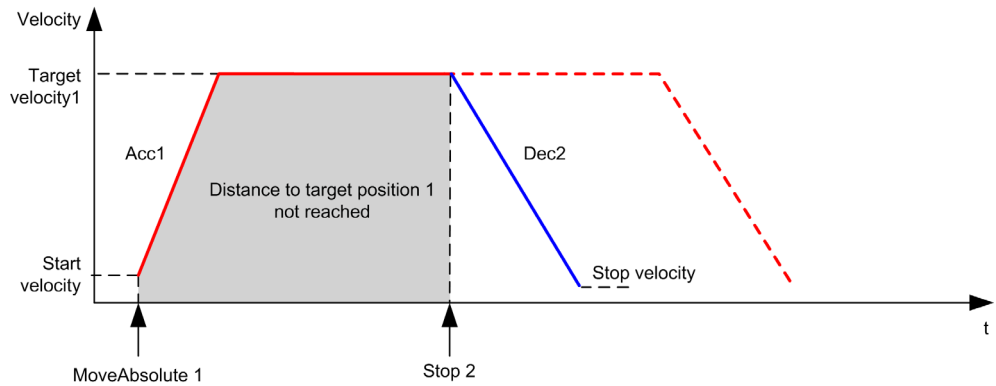 Velocity
Target
velocity1
Acc1
Dec2
Distance to target position 1
not reached
Start
velocity
Stop velocity
t
MoveAbsolute 1
Stop 2